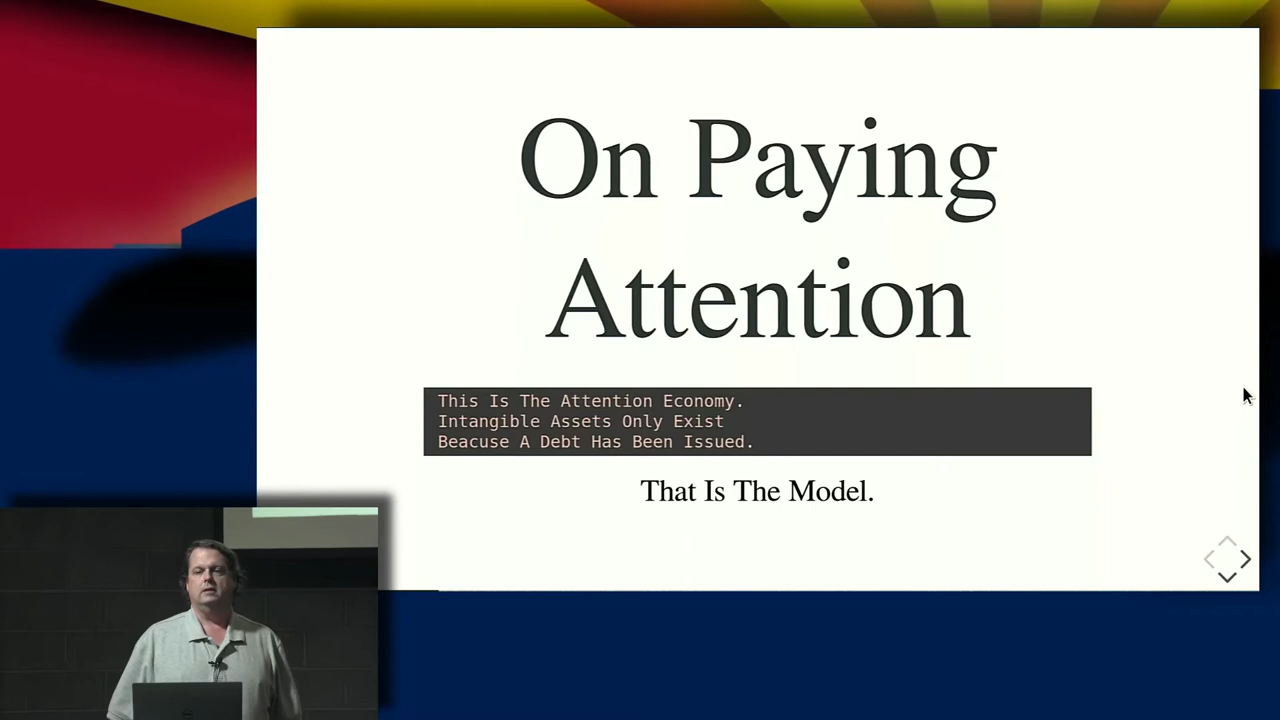 On Paying
Attention
This Is The Attention Economy.
Intangible Assets Only Exist
Beacuse A Debt Has Been Issued.
That Is The Model.